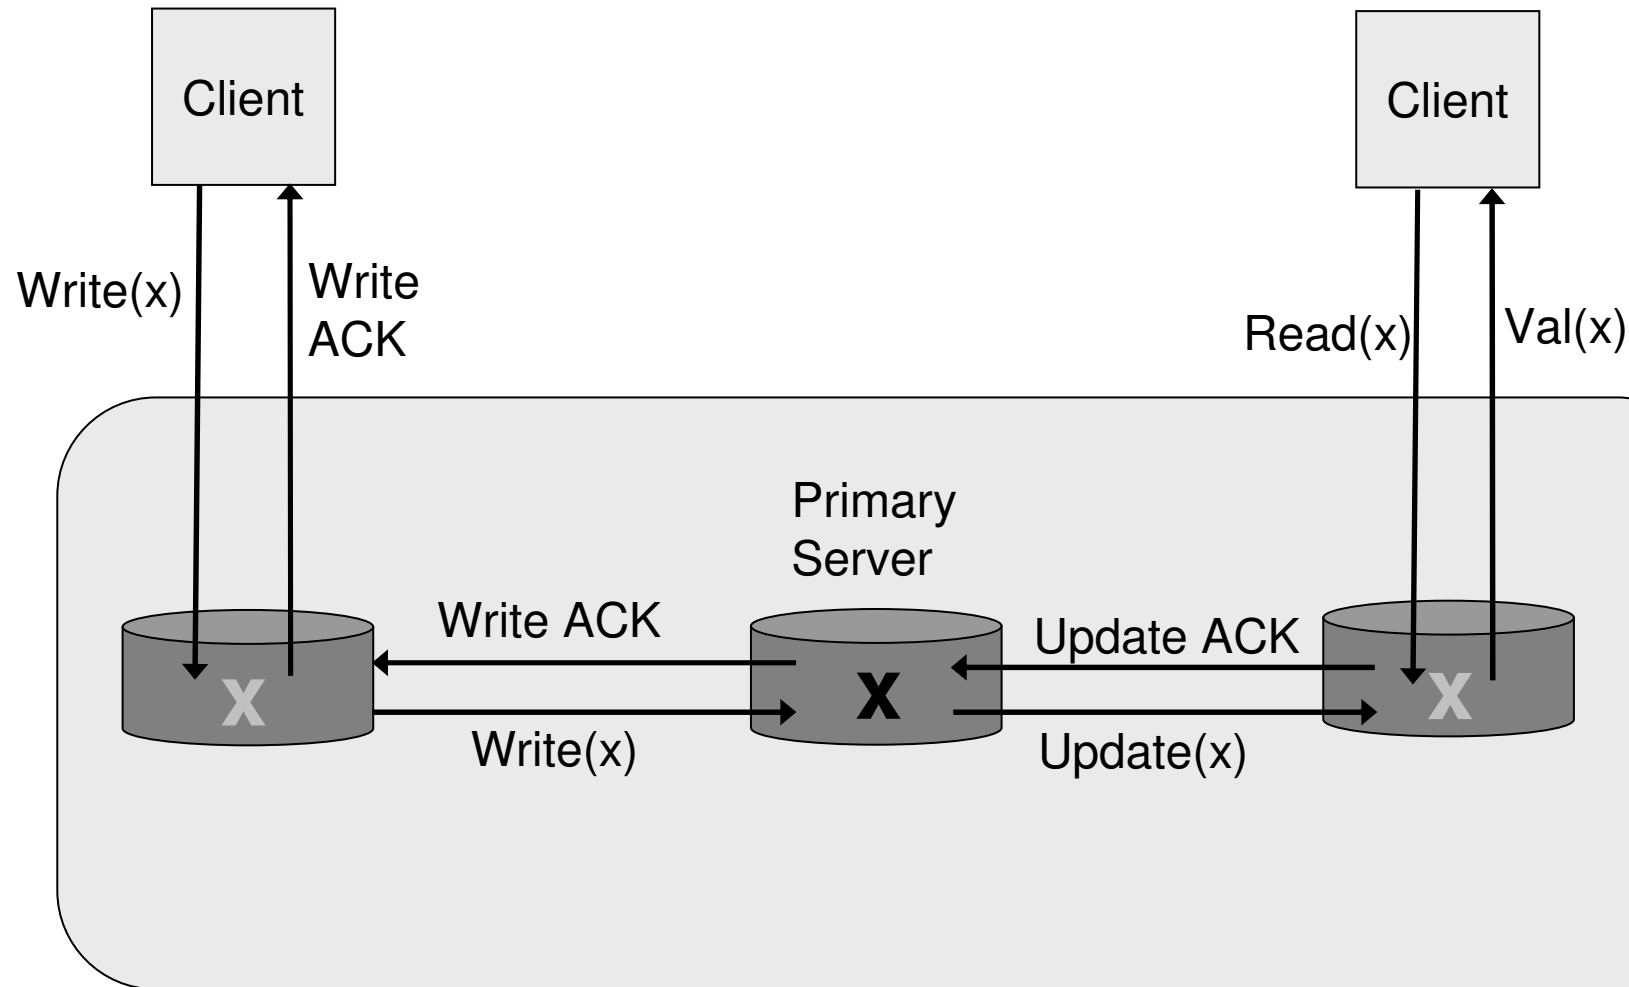 Client
Client
Write(x)
Write
ACK
Read(x)
Val(x)
Primary
Server
Write ACK
Update ACK
x
x
x
Write(x)
Update(x)